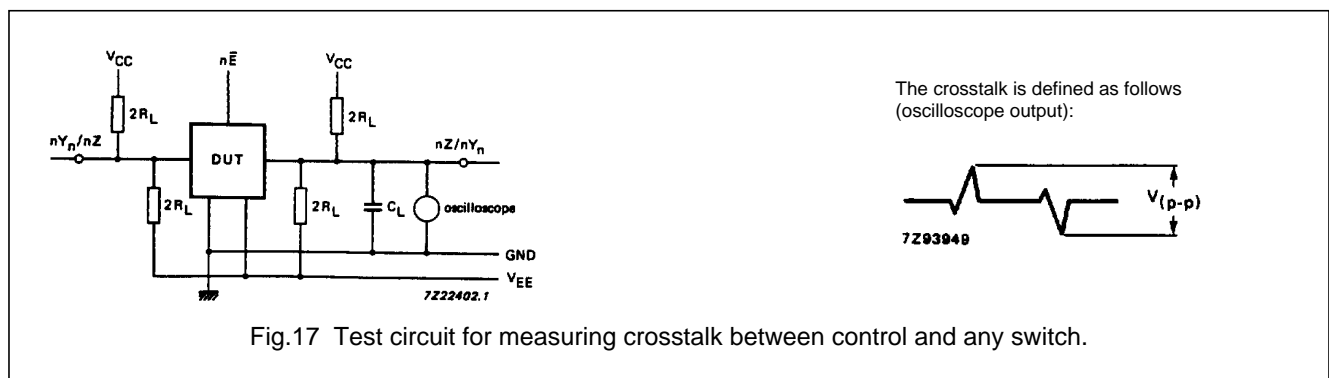 V_CC
nE̅
V_CC
2R_L
2R_L
nY_n/nZ
nZ/nY_n
DUT
2R_L
2R_L
C_L
oscilloscope
GND
V_EE
7Z22402.1
The crosstalk is defined as follows
(oscilloscope output):
V_(p-p)
7Z93949
Fig.17 Test circuit for measuring crosstalk between control and any switch.